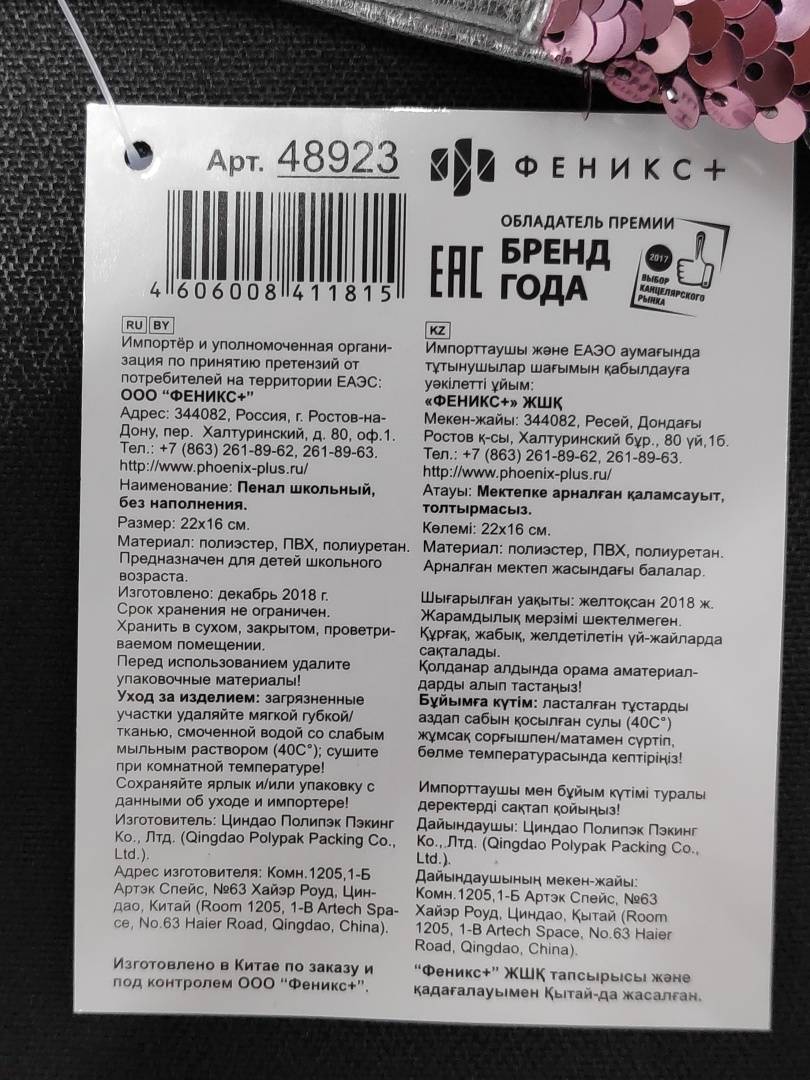 Арт. 48923
ФЕНИКС+
ОБЛАДАТЕЛЬ ПРЕМИИ
БРЕНД
ГОДА
EAC
2017
ВЫБОР
КАНЦЕЛЯРСКОГО
РЫНКА
4 606008 411815
RU BY
Импортёр и уполномоченная органи-
зация по принятию претензий от
потребителей на территории ЕАЭС:
ООО "ФЕНИКС+"
Адрес: 344082, Россия, г. Ростов-на-
Дону, пер. Халтуринский, д. 80, оф.1.
Тел.: +7 (863) 261-89-62, 261-89-63.
http://www.phoenix-plus.ru/
Наименование: Пенал школьный,
без наполнения.
Размер: 22х16 см.
Материал: полиэстер, ПВХ, полиуретан.
Предназначен для детей школьного
возраста.
Изготовлено: декабрь 2018 г.
Срок хранения не ограничен.
Хранить в сухом, закрытом, проветри-
ваемом помещении.
Перед использованием удалите
упаковочные материалы!
Уход за изделием: загрязненные
участки удаляйте мягкой губкой/
тканью, смоченной водой со слабым
мыльным раствором (40С°); сушите
при комнатной температуре!
Сохраняйте ярлык и/или упаковку с
данными об уходе и импортере!
Изготовитель: Циндао Полипэк Пэкинг
Ко., Лтд. (Qingdao Polypak Packing Co.,
Ltd.).
Адрес изготовителя: Комн.1205,1-Б
Артэк Спейс, №63 Хайэр Роуд, Цин-
дао, Китай (Room 1205, 1-B Artech Spa-
ce, No.63 Haier Road, Qingdao, China).
Изготовлено в Китае по заказу и
под контролем ООО "Феникс+".
KZ
Импорттаушы және ЕАЭО аумағында
тұтынушылар шағымын қабылдауға
уәкілетті ұйым:
«ФЕНИКС+» ЖШҚ
Мекен-жайы: 344082, Ресей, Дондағы
Ростов қ-сы, Халтуринский бұр., 80 үй,1б.
Тел.: +7 (863) 261-89-62, 261-89-63.
http://www.phoenix-plus.ru/
Атауы: Мектепке арналған қаламсауыт,
толтырмасыз.
Көлемі: 22х16 см.
Материал: полиэстер, ПВХ, полиуретан.
Арналған мектеп жасындағы балалар.
Шығарылған уақыты: желтоқсан 2018 ж.
Жарамдылық мерзімі шектелмеген.
Құрғақ, жабық, желдетілетін үй-жайларда
сақталады.
Қолданар алдында орама аматериал-
дарды алып тастаңыз!
Бұйымға күтім: ласталған тұстарды
аздап сабын қосылған сулы (40С°)
жұмсақ сорғышпен/матамен сүртіп,
бөлме температурасында кептіріңіз!
Импорттаушы мен бұйым күтімі туралы
деректерді сақтап қойыңыз!
Дайындаушы: Циндао Полипэк Пэкинг
Ко.,.Лтд. (Qingdao Polypak Packing Co.,
Ltd.).
Дайындаушының мекен-жайы:
Комн.1205,1-Б Артэк Спейс, №63
Хайэр Роуд, Циндао, Қытай (Room
1205, 1-B Artech Space, No.63 Haier
Road, Qingdao, China).
"Феникс+" ЖШҚ тапсырысы және
қадағалауымен Қытай-да жасалған.